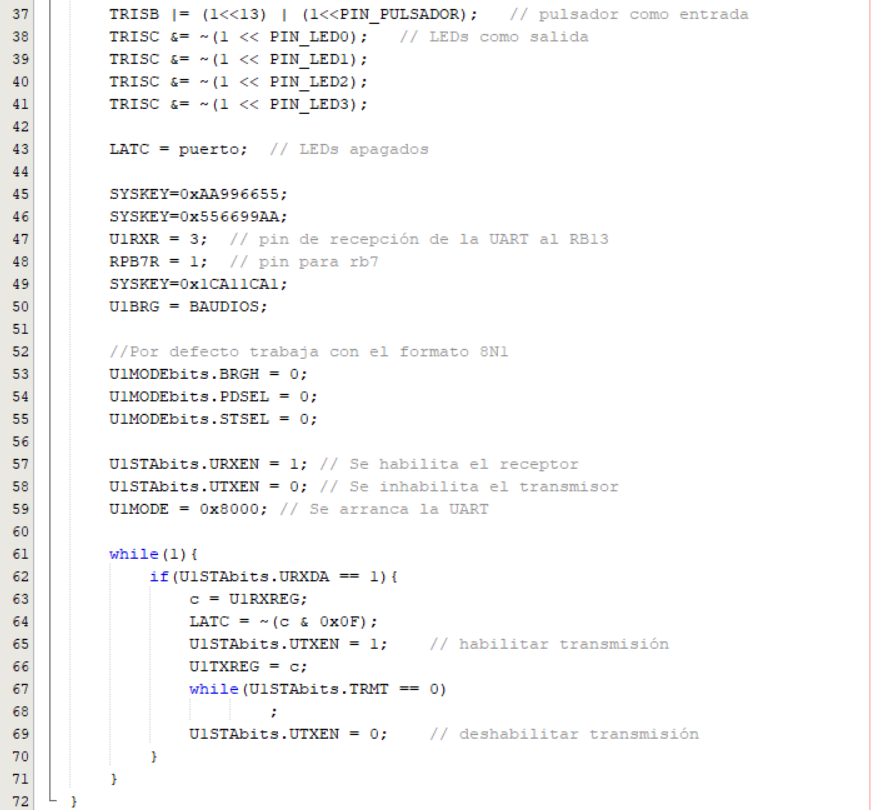 37 TRISB |= (1<<13) | (1<<PIN_PULSADOR);   // pulsador como entrada
38 TRISC &= ~(1 << PIN_LED0);   // LEDs como salida
39 TRISC &= ~(1 << PIN_LED1);
40 TRISC &= ~(1 << PIN_LED2);
41 TRISC &= ~(1 << PIN_LED3);
42
43 LATC = puerto;  // LEDs apagados
44
45 SYSKEY=0xAA996655;
46 SYSKEY=0x556699AA;
47 U1RXR = 3;  // pin de recepción de la UART al RB13
48 RPB7R = 1;  // pin para rb7
49 SYSKEY=0x1CA11CA1;
50 U1BRG = BAUDIOS;
51
52 //Por defecto trabaja con el formato 8N1
53 U1MODEbits.BRGH = 0;
54 U1MODEbits.PDSEL = 0;
55 U1MODEbits.STSEL = 0;
56
57 U1STAbits.URXEN = 1; // Se habilita el receptor
58 U1STAbits.UTXEN = 0; // Se inhabilita el transmisor
59 U1MODE = 0x8000; // Se arranca la UART
60
61 while(1){
62     if(U1STAbits.URXDA == 1){
63         c = U1RXREG;
64         LATC = ~(c & 0x0F);
65         U1STAbits.UTXEN = 1;    // habilitar transmisión
66         U1TXREG = c;
67         while(U1STAbits.TRMT == 0)
68                 ;
69         U1STAbits.UTXEN = 0;    // deshabilitar transmisión
70     }
71 }
72 }